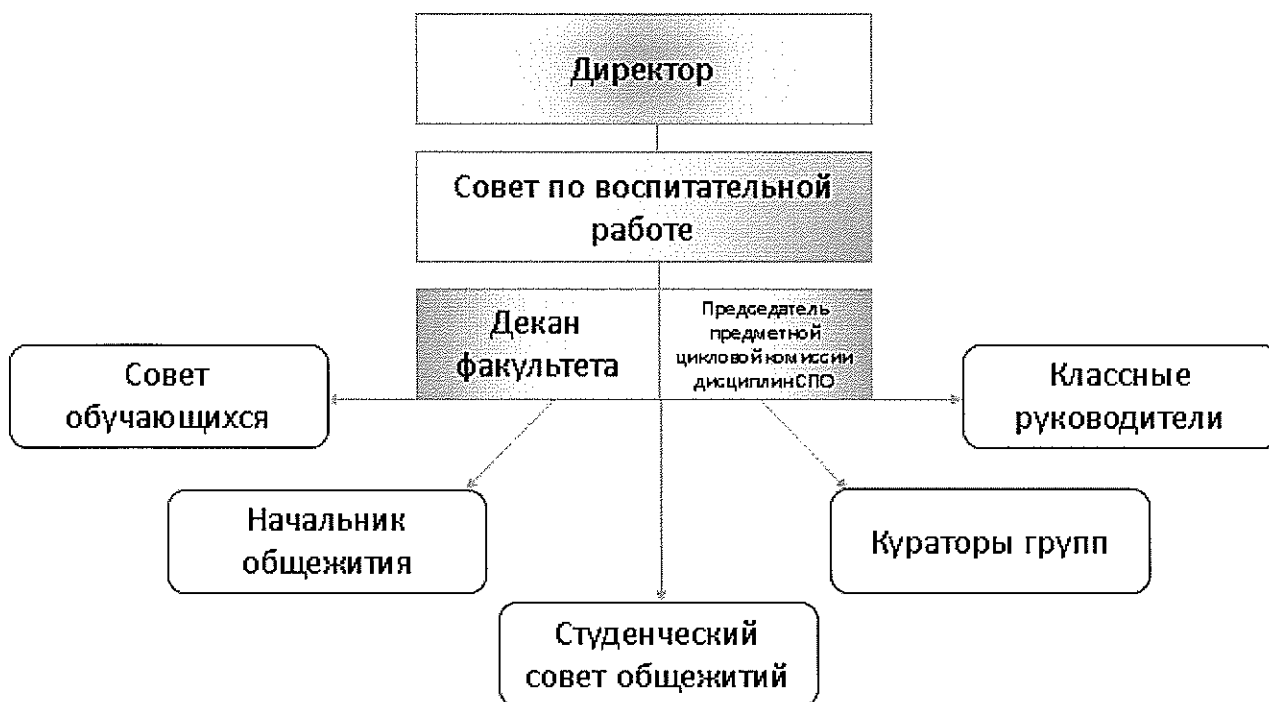 Директор
Совет по воспитательной
работе
Декан
факультета
Председатель
предметной
цикловой комиссии
дисциплин СПО
Совет
обучающихся
Классные
руководители
Начальник
общежития
Кураторы групп
Студенческий
совет общежитий